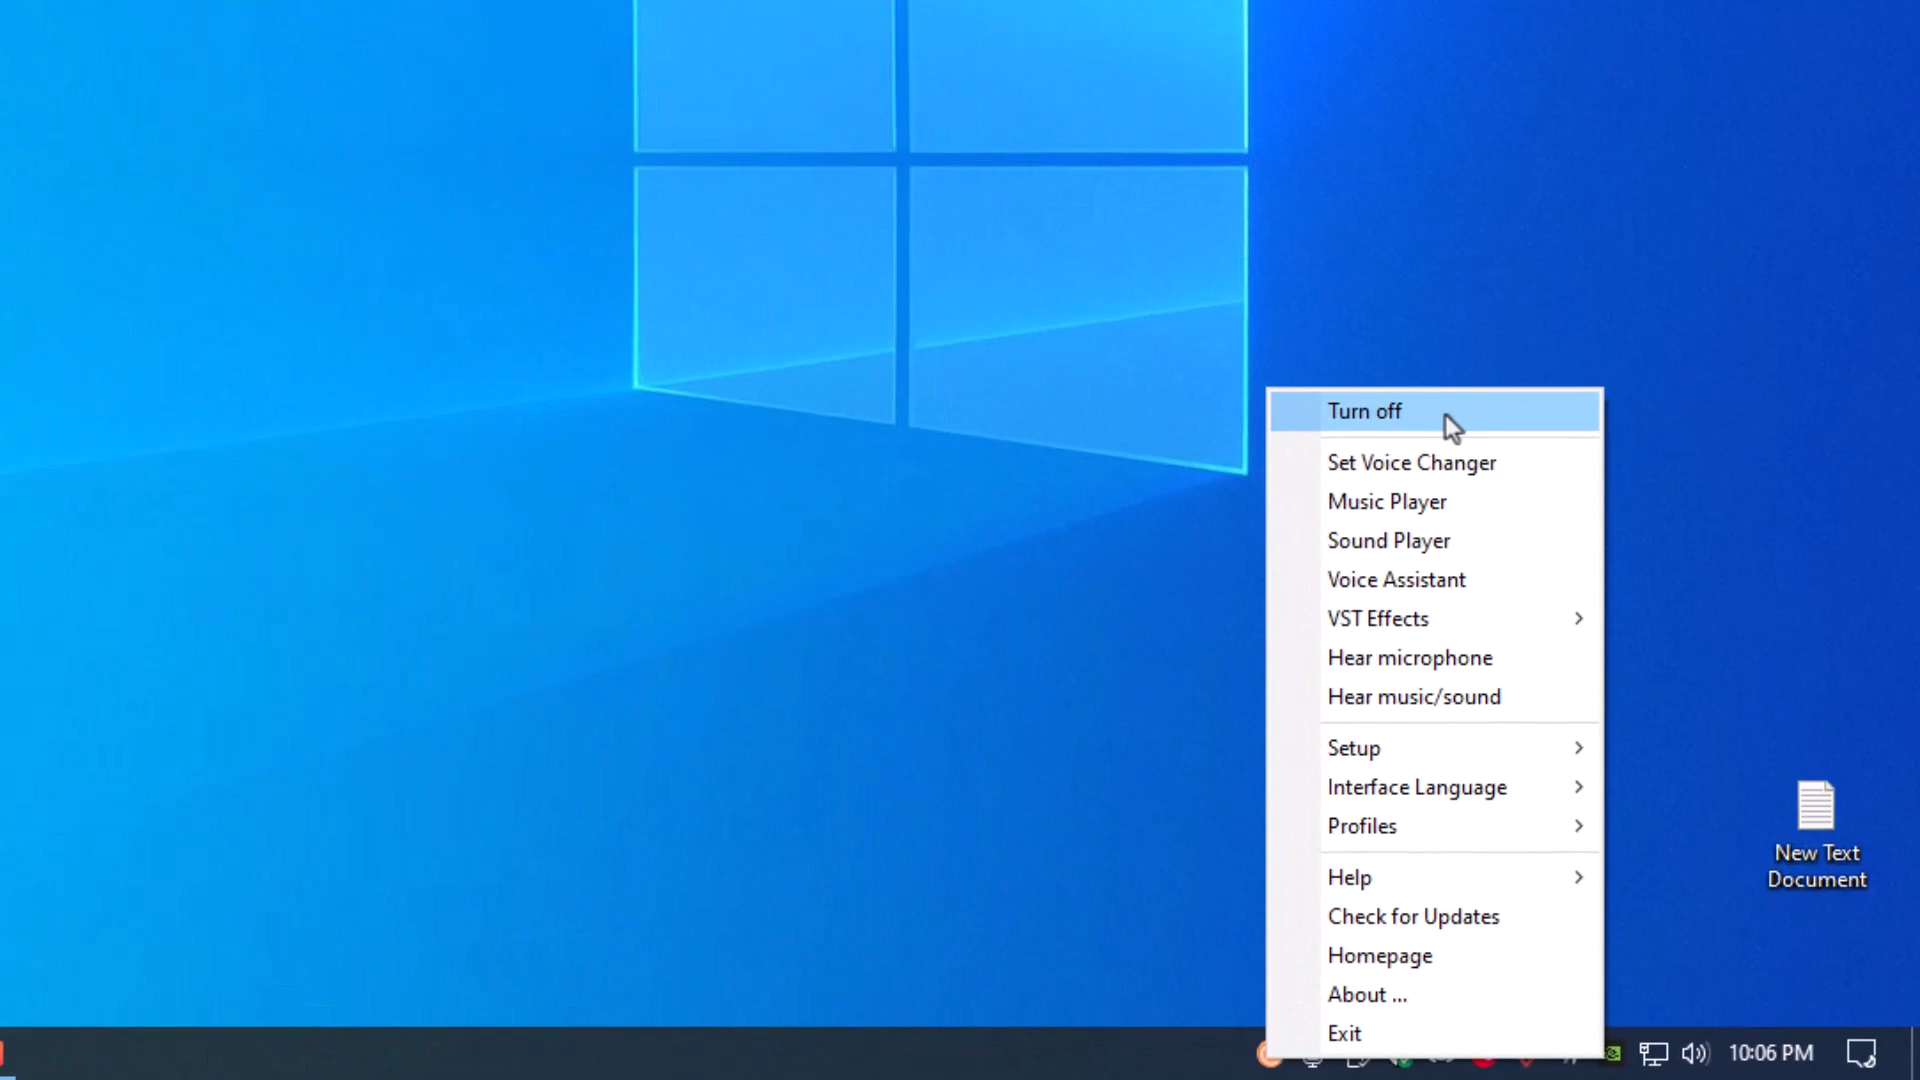 Turn off
Set Voice Changer
Music Player
Sound Player
Voice Assistant
VST Effects
Hear microphone
Hear music/sound
Setup
Interface Language
Profiles
Help
Check for Updates
Homepage
About ...
Exit
New Text
Document
10:06 PM